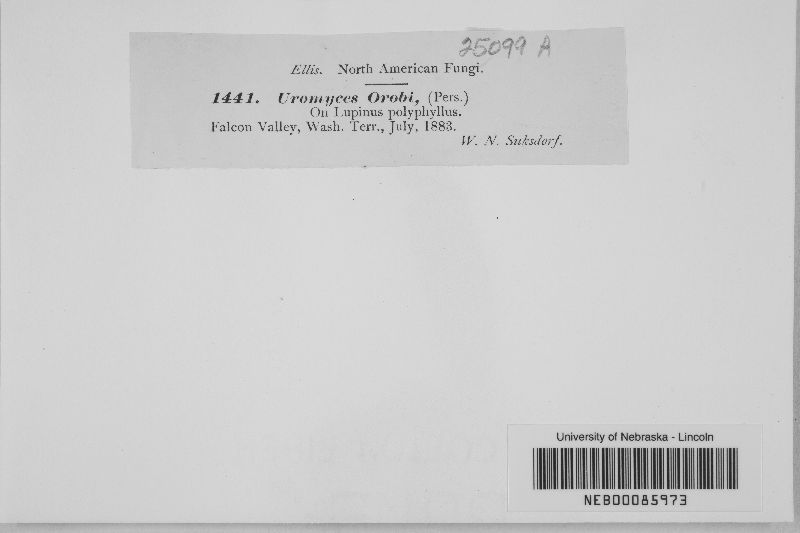 25099 A
Ellis. North American Fungi.
1441. Uromyces Orobi, (Pers.)
On Lupinus polyphyllus.
Falcon Valley, Wash. Terr., July, 1883.
W. N. Suksdorf.
University of Nebraska - Lincoln
NEB00085973